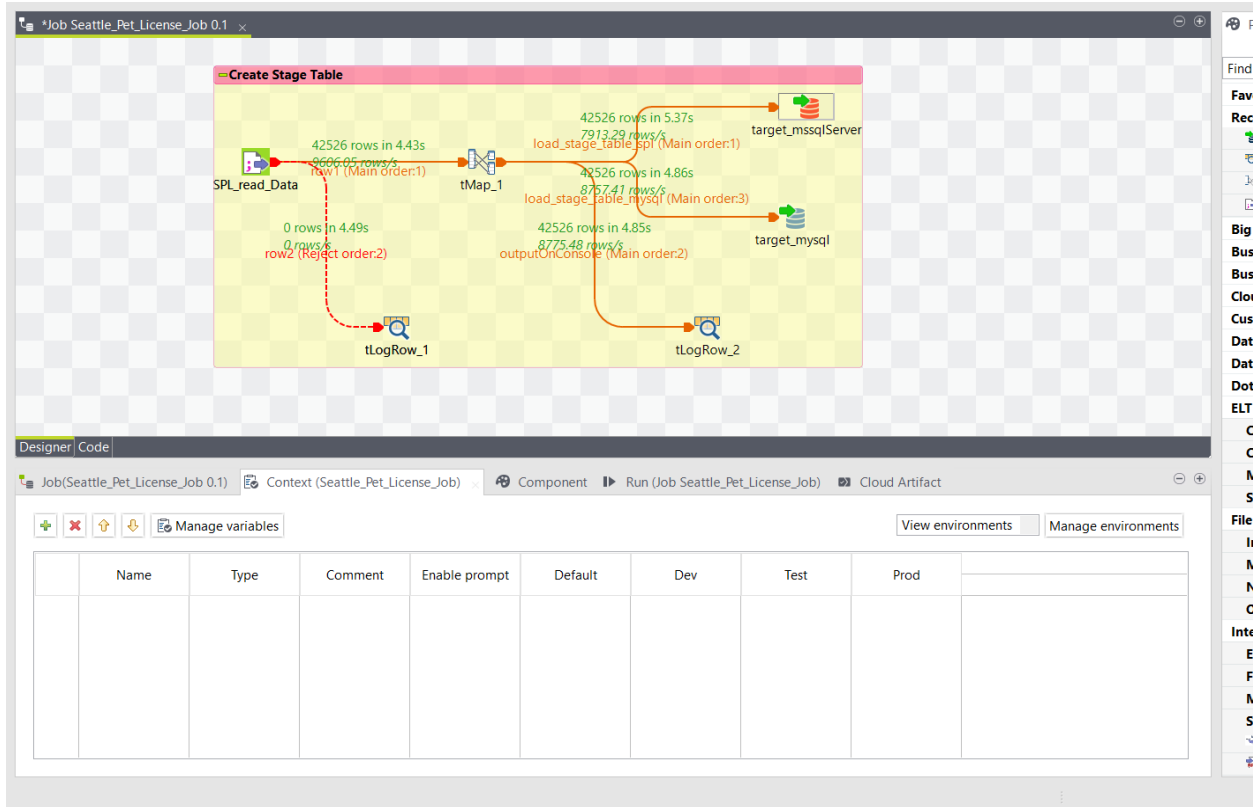 *Job Seattle_Pet_License_Job 0.1
Find
Create Stage Table
42526 rows in 5.37s
7913.29 rows/s
load_stage_table_spl (Main order:1)
target_mssqlServer
42526 rows in 4.43s
9606.05 rows/s
row1 (Main order:1)
SPL_read_Data
tMap_1
42526 rows in 4.86s
8757.41 rows/s
load_stage_table_mysql (Main order:3)
target_mysql
0 rows in 4.49s
0 rows/s
row2 (Reject order:2)
42526 rows in 4.85s
8775.48 rows/s
outputOnConsole (Main order:2)
tLogRow_1
tLogRow_2
Designer Code
Job(Seattle_Pet_License_Job 0.1) Context (Seattle_Pet_License_Job) Component Run (Job Seattle_Pet_License_Job) Cloud Artifact
Manage variables View environments Manage environments
Name Type Comment Enable prompt Default Dev Test Prod
Fav
Rec
Big
Bus
Bus
Clou
Cus
Dat
Dat
Dot
ELT
File
Inte